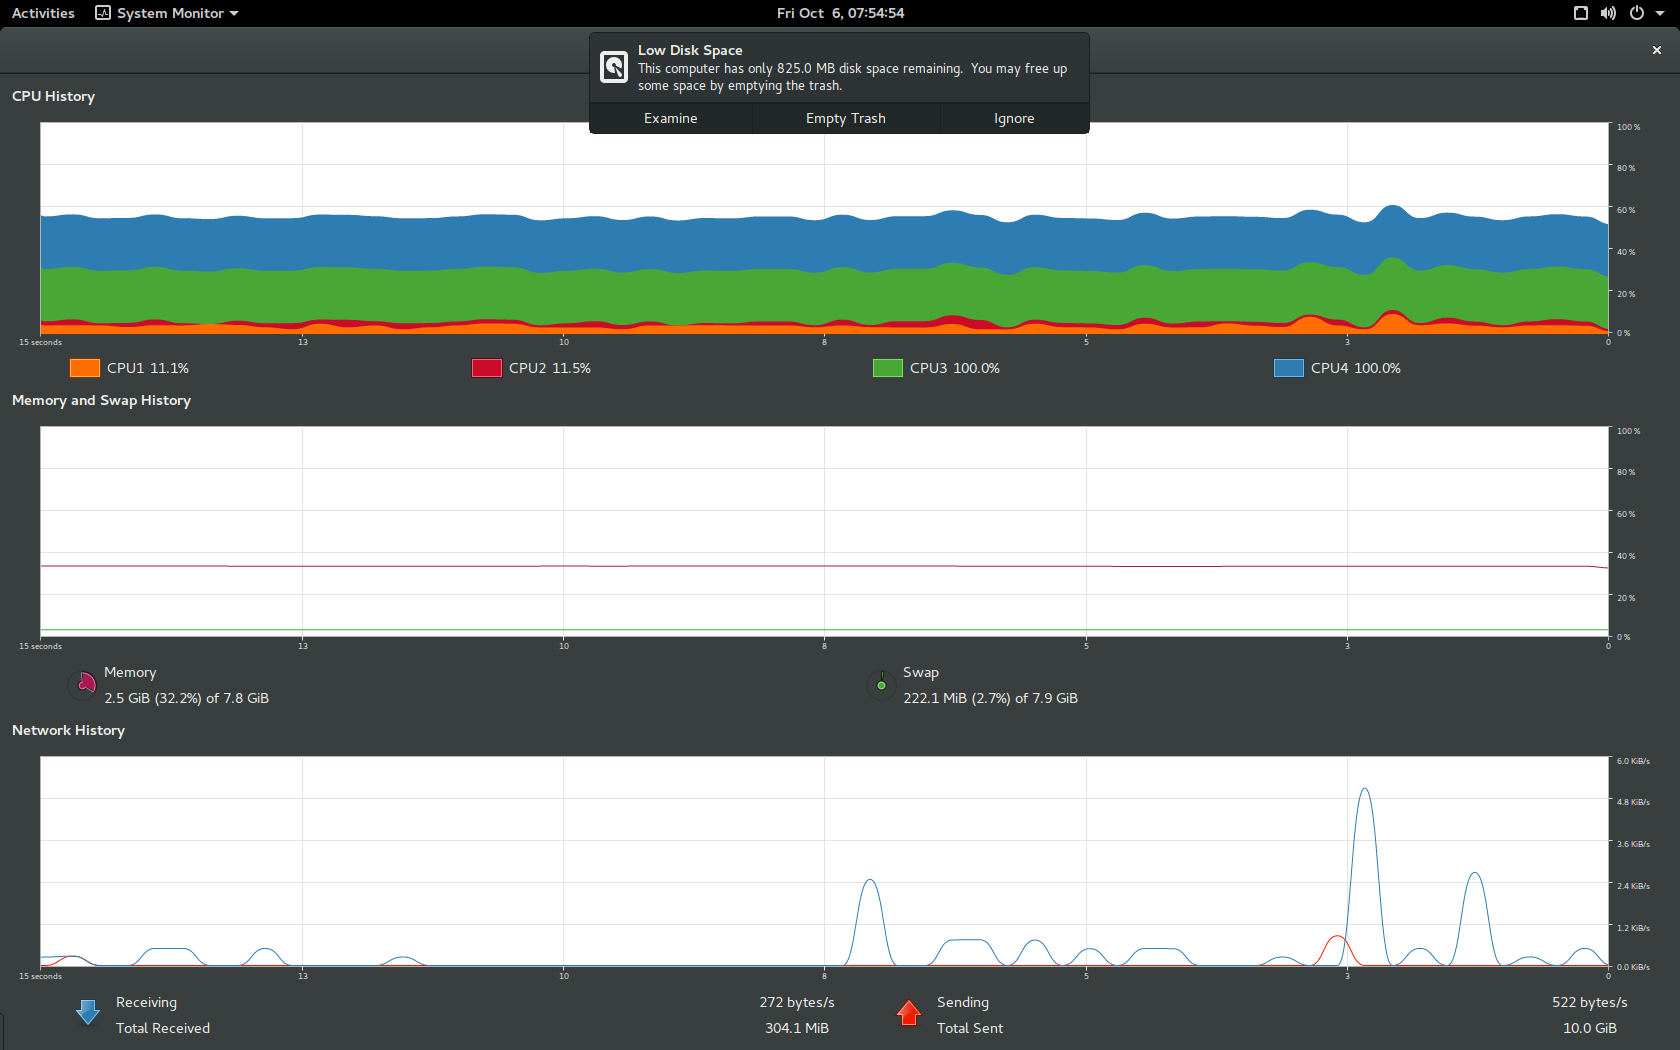 Activities System Monitor Fri Oct 6, 07:54:54
Low Disk Space
This computer has only 825.0 MB disk space remaining. You may free up
some space by emptying the trash.
Examine Empty Trash Ignore
CPU History
100 %
80 %
60 %
40 %
20 %
0 %
15 seconds 13 10 8 5 3 0
CPU1 11.1% CPU2 11.5% CPU3 100.0% CPU4 100.0%
Memory and Swap History
100 %
80 %
60 %
40 %
20 %
0 %
15 seconds 13 10 8 5 3 0
Memory Swap
2.5 GiB (32.2%) of 7.8 GiB 222.1 MiB (2.7%) of 7.9 GiB
Network History
6.0 KiB/s
4.8 KiB/s
3.6 KiB/s
2.4 KiB/s
1.2 KiB/s
0.0 KiB/s
15 seconds 13 10 8 5 3 0
Receiving 272 bytes/s Sending 522 bytes/s
Total Received 304.1 MiB Total Sent 10.0 GiB